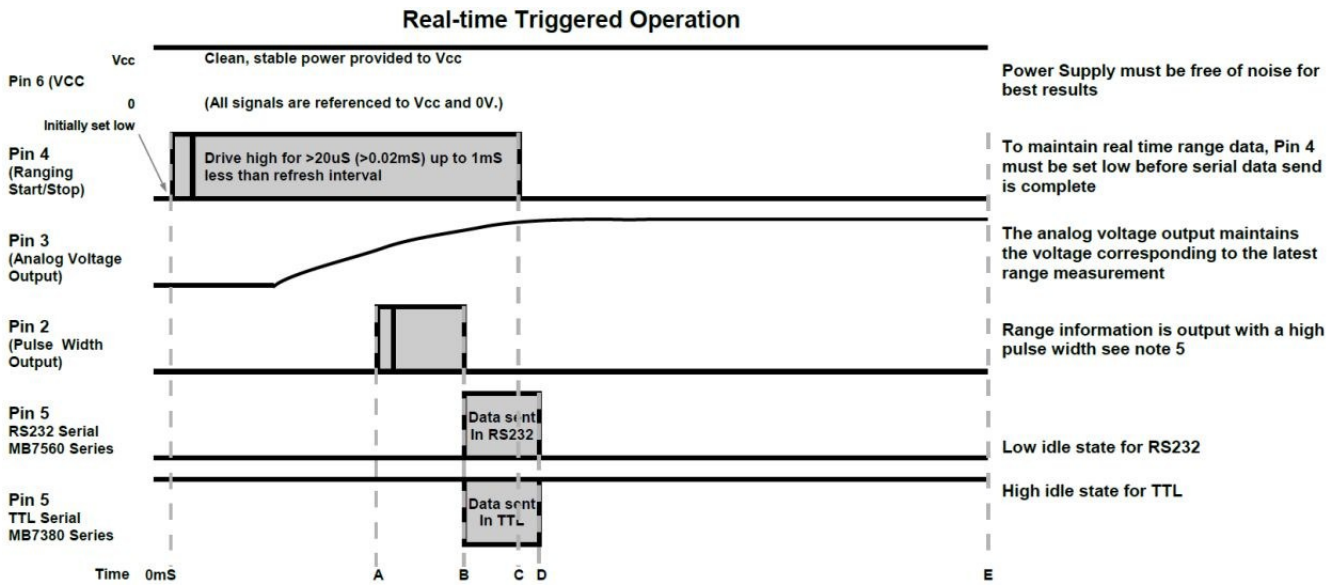 Real-time Triggered Operation
Vcc
Clean, stable power provided to Vcc
Pin 6 (VCC
0
(All signals are referenced to Vcc and 0V.)
Power Supply must be free of noise for
best results
Initially set low
Pin 4
(Ranging
Start/Stop)
Drive high for >20uS (>0.02mS) up to 1mS
less than refresh interval
To maintain real time range data, Pin 4
must be set low before serial data send
is complete
Pin 3
(Analog Voltage
Output)
The analog voltage output maintains
the voltage corresponding to the latest
range measurement
Pin 2
(Pulse Width
Output)
Range information is output with a high
pulse width see note 5
Pin 5
RS232 Serial
MB7560 Series
Data sent
In RS232
Low idle state for RS232
Pin 5
TTL Serial
MB7380 Series
Data sent
In TTL
High idle state for TTL
Time 0mS A B C D E